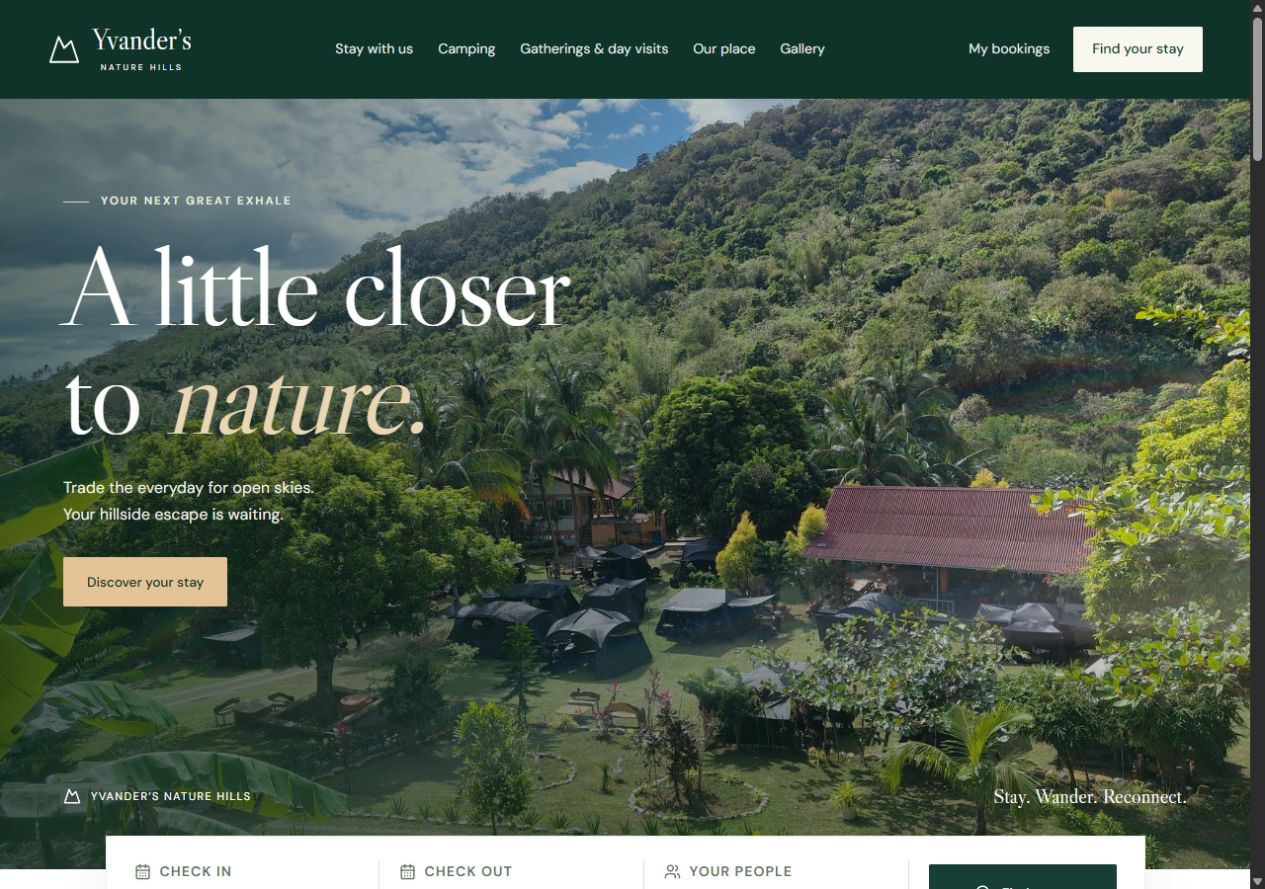 Yvander's
NATURE HILLS
Stay with us
Camping
Gatherings & day visits
Our place
Gallery
My bookings
Find your stay
YOUR NEXT GREAT EXHALE
A little closer
to nature.
Trade the everyday for open skies.
Your hillside escape is waiting.
Discover your stay
YVANDER'S NATURE HILLS
Stay. Wander. Reconnect.
CHECK IN
CHECK OUT
YOUR PEOPLE